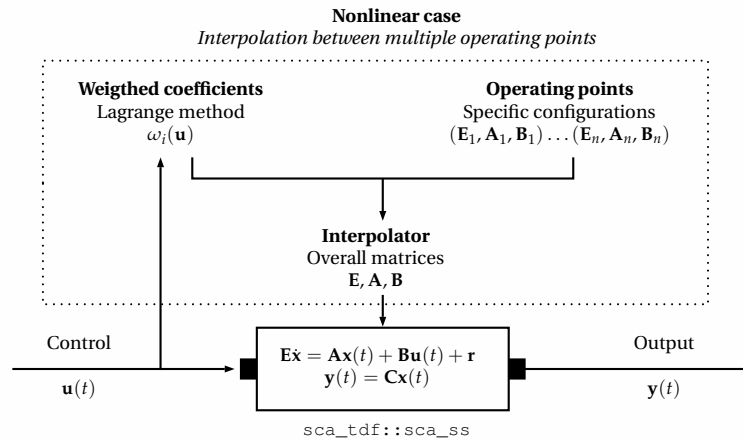 Nonlinear case
Interpolation between multiple operating points
Weigthed coefficients
Lagrange method
ωᵢ(u)
Operating points
Specific configurations
(E₁, A₁, B₁) … (Eₙ, Aₙ, Bₙ)
Interpolator
Overall matrices
E, A, B
Control
u(t)
Eẋ = Ax(t) + Bu(t) + r
y(t) = Cx(t)
sca_tdf::sca_ss
Output
y(t)